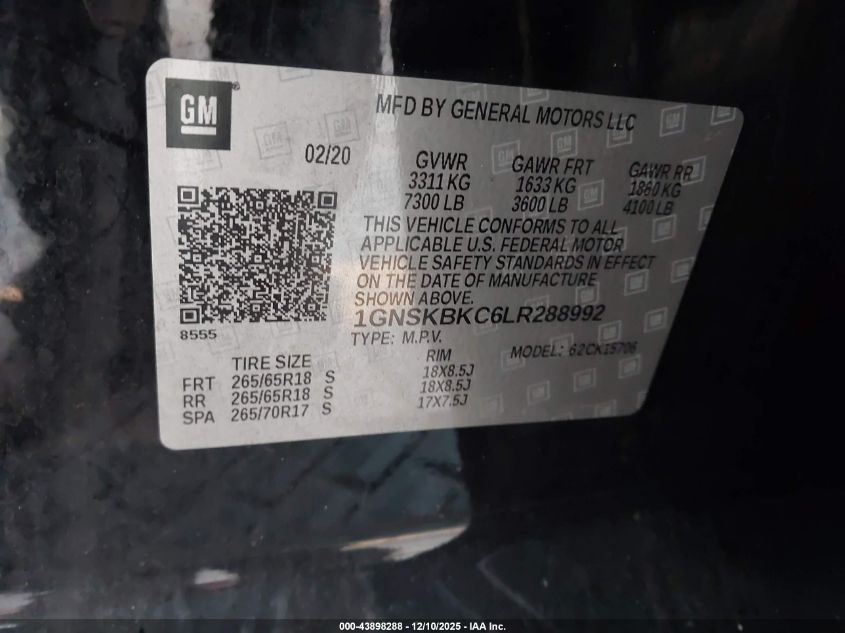 GM
MFD BY GENERAL MOTORS LLC
02/20
GVWR GAWR FRT GAWR RR
3311 KG 1633 KG 1860 KG
7300 LB 3600 LB 4100 LB
THIS VEHICLE CONFORMS TO ALL
APPLICABLE U.S. FEDERAL MOTOR
VEHICLE SAFETY STANDARDS IN EFFECT
ON THE DATE OF MANUFACTURE
SHOWN ABOVE.
1GNSKBKC6LR288992
8555
TYPE: M.P.V. MODEL: 62CK15706
TIRE SIZE RIM
FRT 265/65R18 S 18X8.5J
RR 265/65R18 S 18X8.5J
SPA 265/70R17 S 17X7.5J
000-43898288 — 12/10/2025 — IAA Inc.